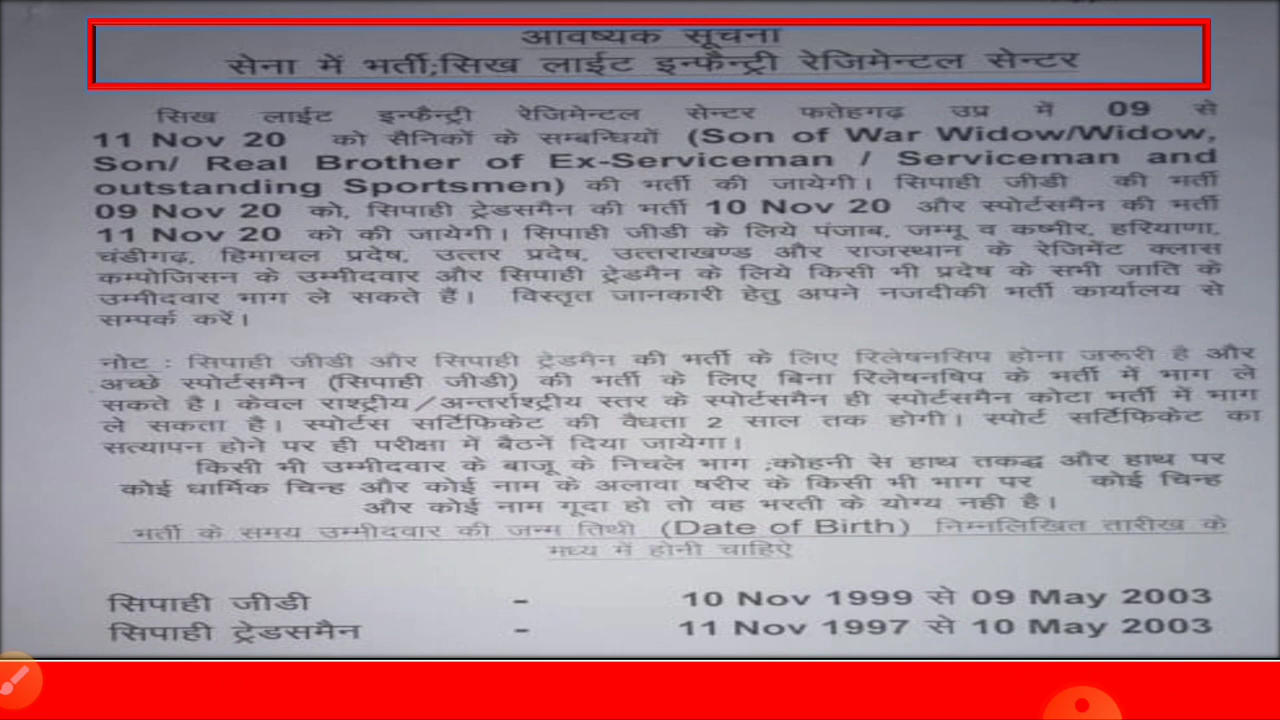 आवष्यक सूचना
सेना में भर्ती;सिख लाईट इन्फैन्ट्री रेजिमेन्टल सेन्टर
सिख लाईट इन्फैन्ट्री रेजिमेन्टल सेन्टर फतेहगढ़ उप्र में 09 से
11 Nov 20 को सैनिकों के सम्बन्धियों (Son of War Widow/Widow,
Son/ Real Brother of Ex-Serviceman / Serviceman and
outstanding Sportsmen) की भर्ती की जायेगी। सिपाही जीडी की भर्ती
09 Nov 20 को, सिपाही ट्रेडसमैन की भर्ती 10 Nov 20 और स्पोर्टसमैन की भर्ती
11 Nov 20 को की जायेगी। सिपाही जीडी के लिये पंजाब, जम्मू व कष्मीर, हरियाणा,
चंडीगढ़, हिमाचल प्रदेष, उत्तर प्रदेष, उत्तराखण्ड और राजस्थान के रेजिमेंट क्लास
कम्पोजिसन के उम्मीदवार और सिपाही ट्रेडमैन के लिये किसी भी प्रदेष के सभी जाति के
उम्मीदवार भाग ले सकते हैं। विस्तृत जानकारी हेतु अपने नजदीकी भर्ती कार्यालय से
सम्पर्क करें।
नोट : सिपाही जीडी और सिपाही ट्रेडमैन की भर्ती के लिए रिलेषनसिप होना जरूरी है और
अच्छे स्पोर्टसमैन (सिपाही जीडी) की भर्ती के लिए बिना रिलेषनषिप के भर्ती में भाग ले
सकते है। केवल राश्ट्रीय/अन्तर्राश्ट्रीय स्तर के स्पोर्टसमैन ही स्पोर्टसमैन कोटा भर्ती में भाग
ले सकता है। स्पोर्टस सर्टिफिकेट की वैधता 2 साल तक होगी। स्पोर्ट सर्टिफिकेट का
सत्यापन होने पर ही परीक्षा में बैठनें दिया जायेगा।
किसी भी उम्मीदवार के बाजू के निचले भाग ;कोहनी से हाथ तकद्ध और हाथ पर
कोई धार्मिक चिन्ह और कोई नाम के अलावा षरीर के किसी भी भाग पर कोई चिन्ह
और कोई नाम गूदा हो तो वह भरती के योग्य नही है।
भर्ती के समय उम्मीदवार की जन्म तिथी (Date of Birth) निम्नलिखित तारीख के
मध्य में होनी चाहिऐ
सिपाही जीडी - 10 Nov 1999 से 09 May 2003
सिपाही ट्रेडसमैन - 11 Nov 1997 से 10 May 2003